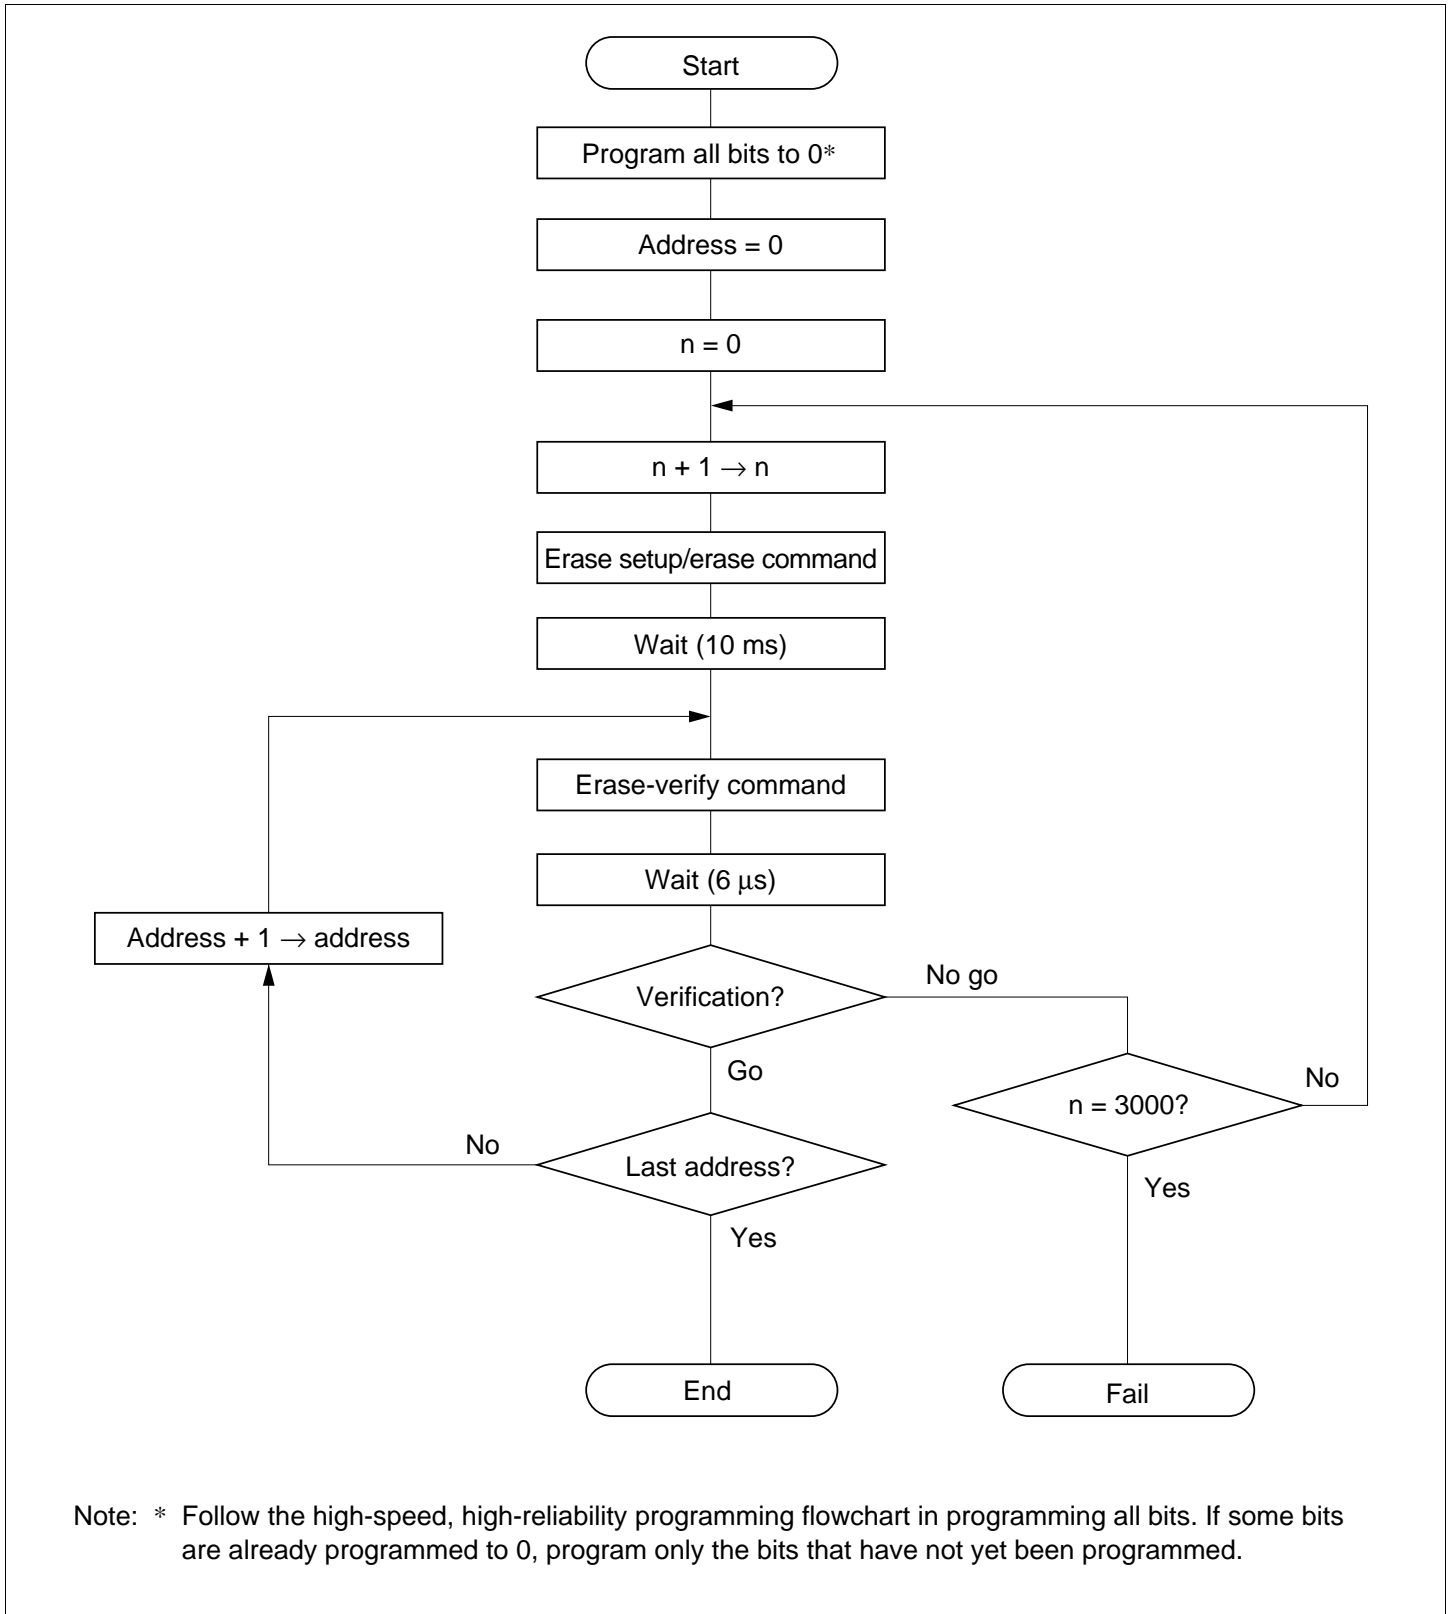 Start
Program all bits to 0*
Address = 0
n = 0
n + 1 → n
Erase setup/erase command
Wait (10 ms)
Erase-verify command
Wait (6 μs)
Address + 1 → address
Verification?
No go
Go
n = 3000?
No
No
Last address?
Yes
Yes
End
Fail
Note: * Follow the high-speed, high-reliability programming flowchart in programming all bits. If some bits
are already programmed to 0, program only the bits that have not yet been programmed.